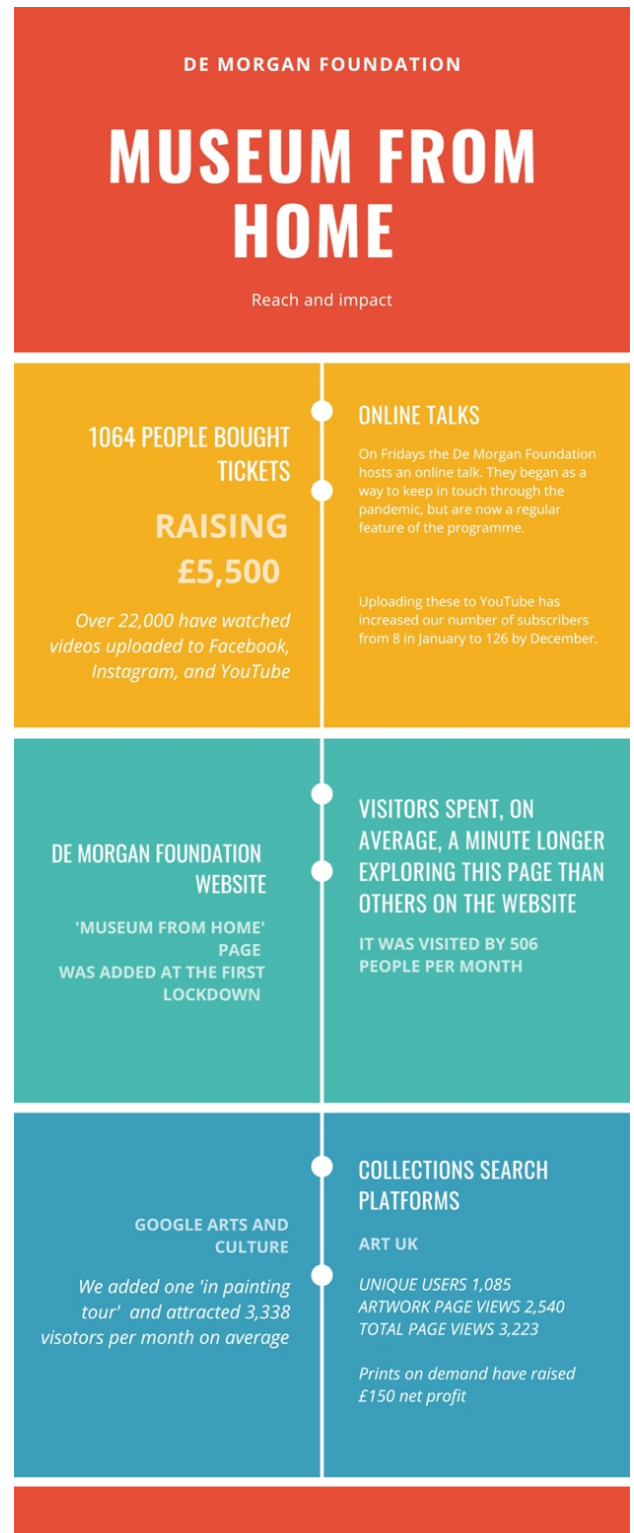 DE MORGAN FOUNDATION
MUSEUM FROM
HOME
Reach and impact
1064 PEOPLE BOUGHT
TICKETS
RAISING
£5,500
Over 22,000 have watched
videos uploaded to Facebook,
Instagram, and YouTube
ONLINE TALKS
On Fridays the De Morgan Foundation
hosts an online talk. They began as a
way to keep in touch through the
pandemic, but are now a regular
feature of the programme.
Uploading these to YouTube has
increased our number of subscribers
from 8 in January to 126 by December.
DE MORGAN FOUNDATION
WEBSITE
'MUSEUM FROM HOME'
PAGE
WAS ADDED AT THE FIRST
LOCKDOWN
VISITORS SPENT, ON
AVERAGE, A MINUTE LONGER
EXPLORING THIS PAGE THAN
OTHERS ON THE WEBSITE
IT WAS VISITED BY 506
PEOPLE PER MONTH
GOOGLE ARTS AND
CULTURE
We added one 'in painting
tour' and attracted 3,338
visotors per month on average
COLLECTIONS SEARCH
PLATFORMS
ART UK
UNIQUE USERS 1,085
ARTWORK PAGE VIEWS 2,540
TOTAL PAGE VIEWS 3,223
Prints on demand have raised
£150 net profit